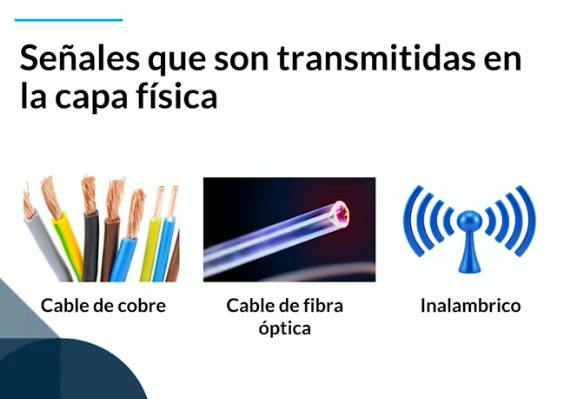 Señales que son transmitidas en
la capa física
Cable de cobre
Cable de fibra
óptica
Inalambrico